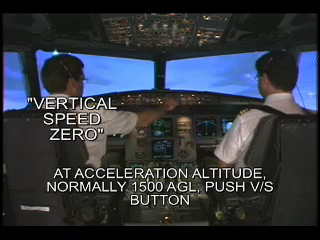 "VERTICAL
SPEED
ZERO"
AT ACCELERATION ALTITUDE,
NORMALLY 1500 AGL, PUSH V/S
BUTTON